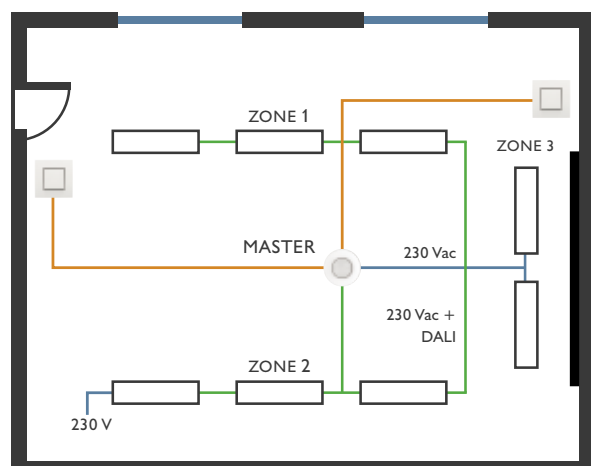 ZONE 1
ZONE 3
MASTER
230 Vac
230 Vac +
DALI
ZONE 2
230 V